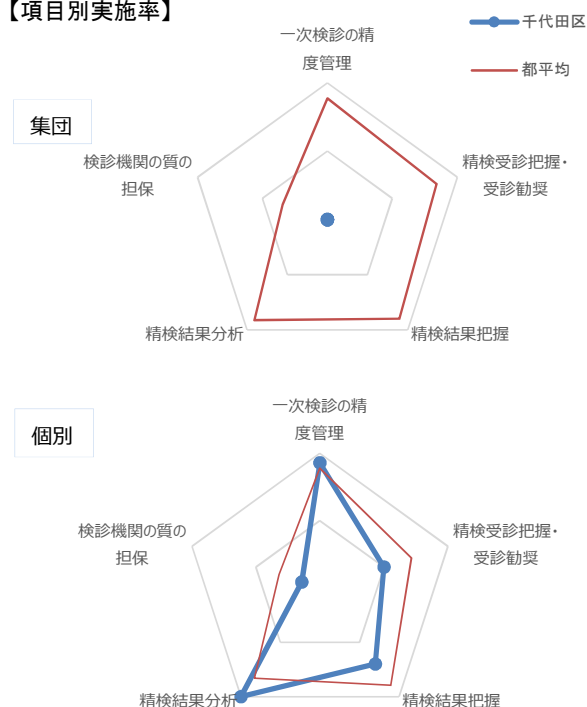 【項目別実施率】
千代田区
都平均
集団
一次検診の精
度管理
精検受診把握・
受診勧奨
精検結果把握
精検結果分析
検診機関の質の
担保
個別
一次検診の精
度管理
精検受診把握・
受診勧奨
精検結果把握
精検結果分析
検診機関の質の
担保